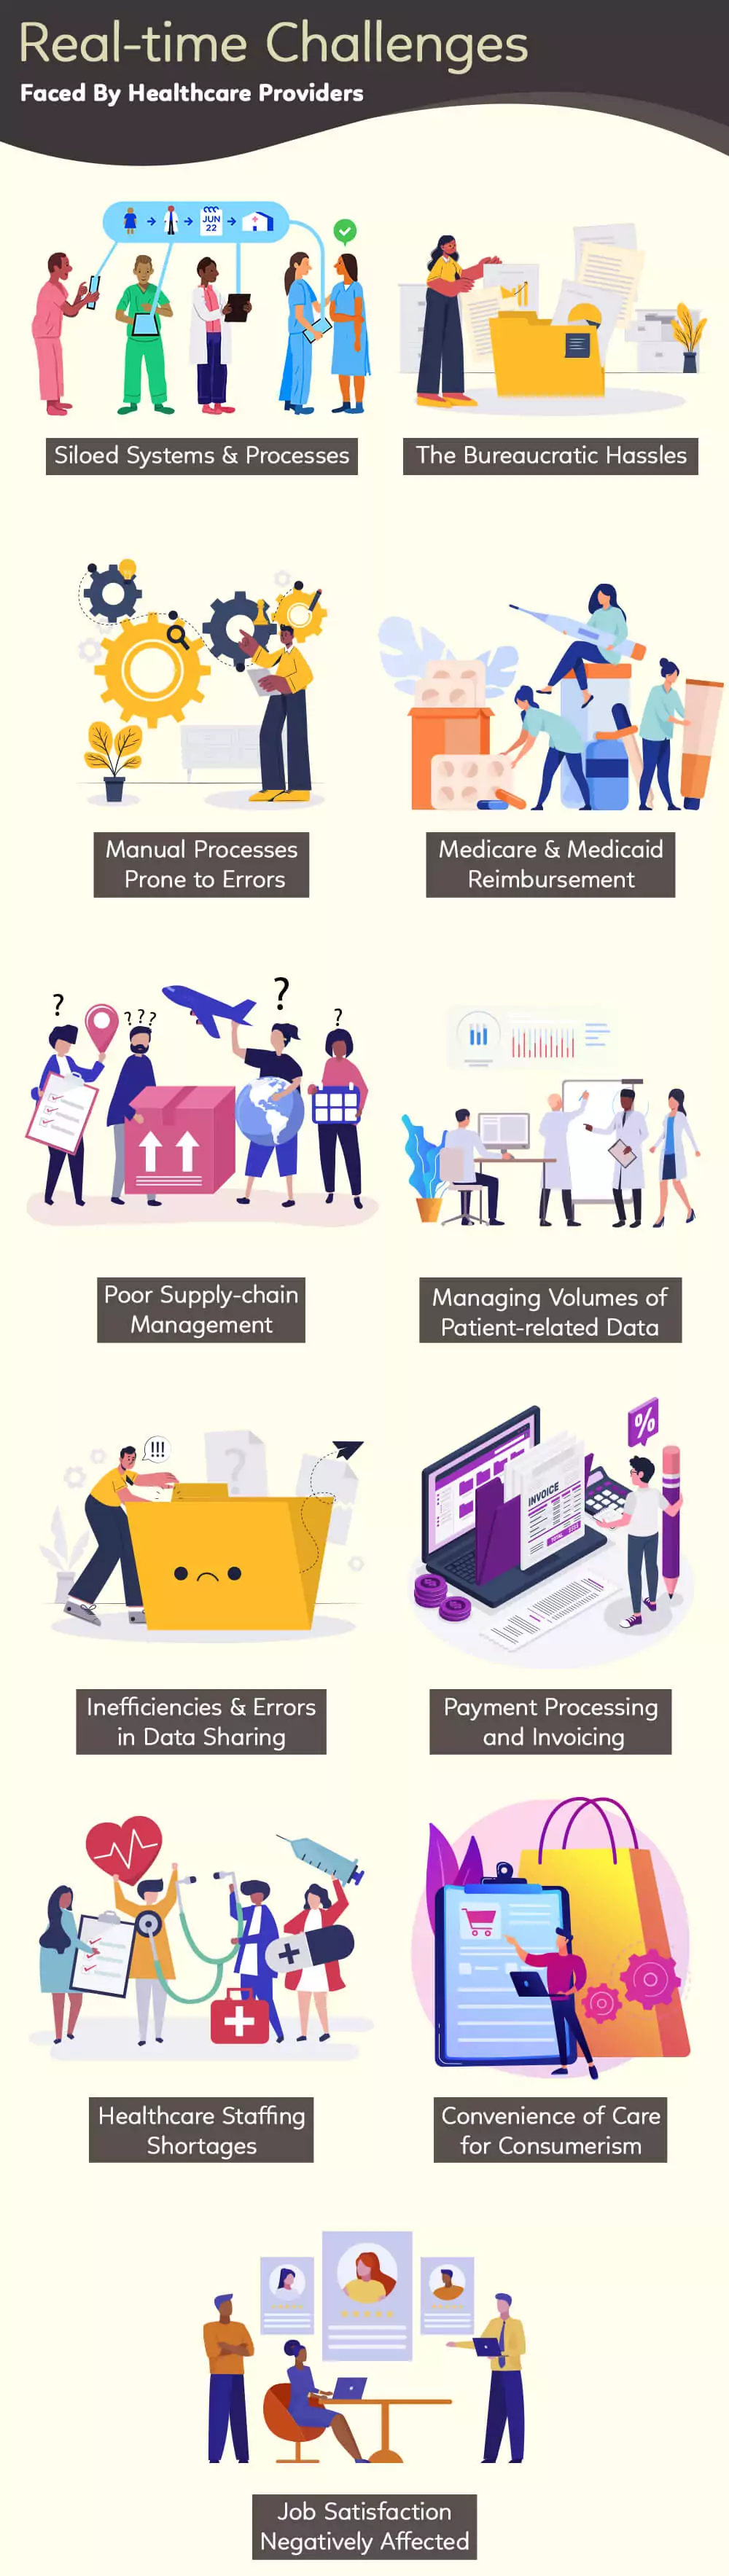 Real-time Challenges
Faced By Healthcare Providers
JUN
22
Siloed Systems & Processes
The Bureaucratic Hassles
Manual Processes
Prone to Errors
Medicare & Medicaid
Reimbursement
?
? ? ?
?
?
Poor Supply-chain
Management
Managing Volumes of
Patient-related Data
!!!
?
Inefficiencies & Errors
in Data Sharing
%
INVOICE
Payment Processing
and Invoicing
Healthcare Staffing
Shortages
Convenience of Care
for Consumerism
Job Satisfaction
Negatively Affected